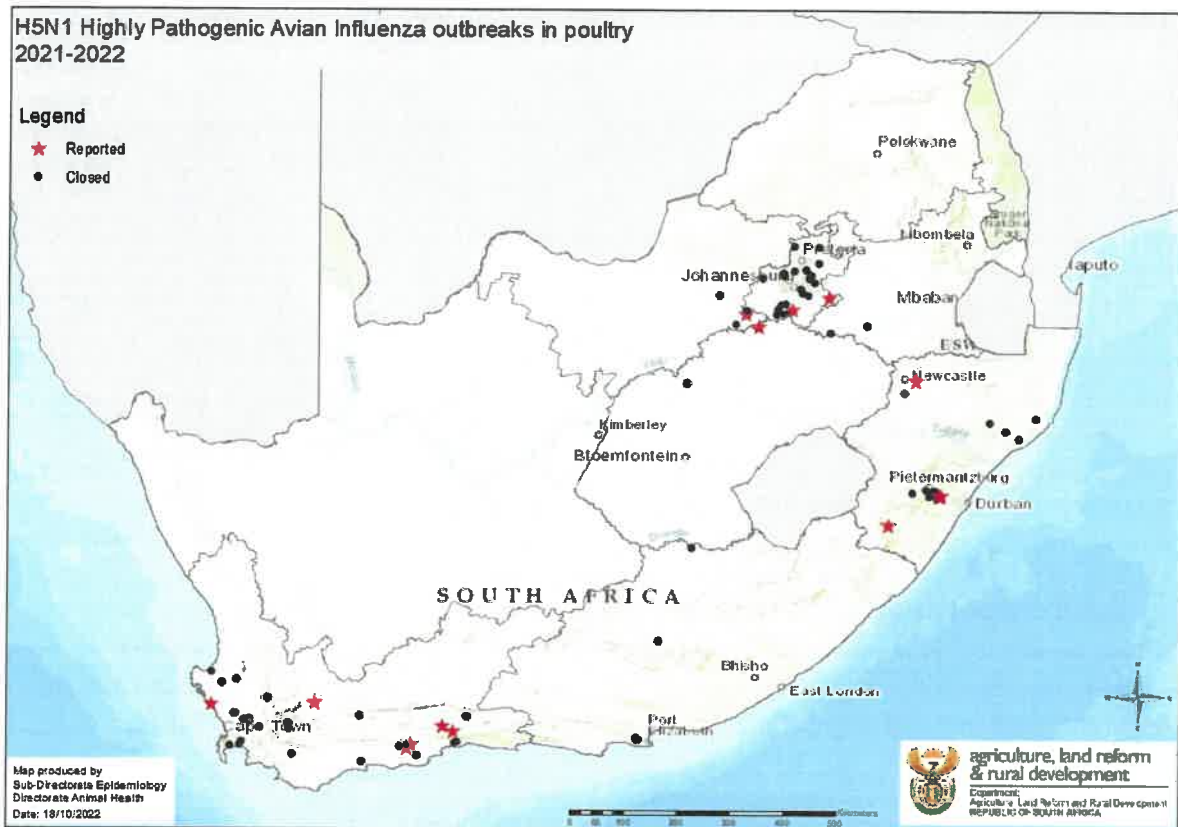 H5N1 Highly Pathogenic Avian Influenza outbreaks in poultry
2021-2022
Legend
Reported
Closed
Polokwane
Pretoria
Johannesburg
Maputo
Kimberley
Bloemfontein
Newcastle
Durban
SOUTH AFRICA
Bhisho
East London
Port
Elizabeth
Cape Town
Map produced by
Sub-Directorate Epidemiology
Directorate Animal Health
Date: 18/10/2022
Kilometers
agriculture, land reform
& rural development
Department:
Agriculture, Land Reform and Rural Development
REPUBLIC OF SOUTH AFRICA